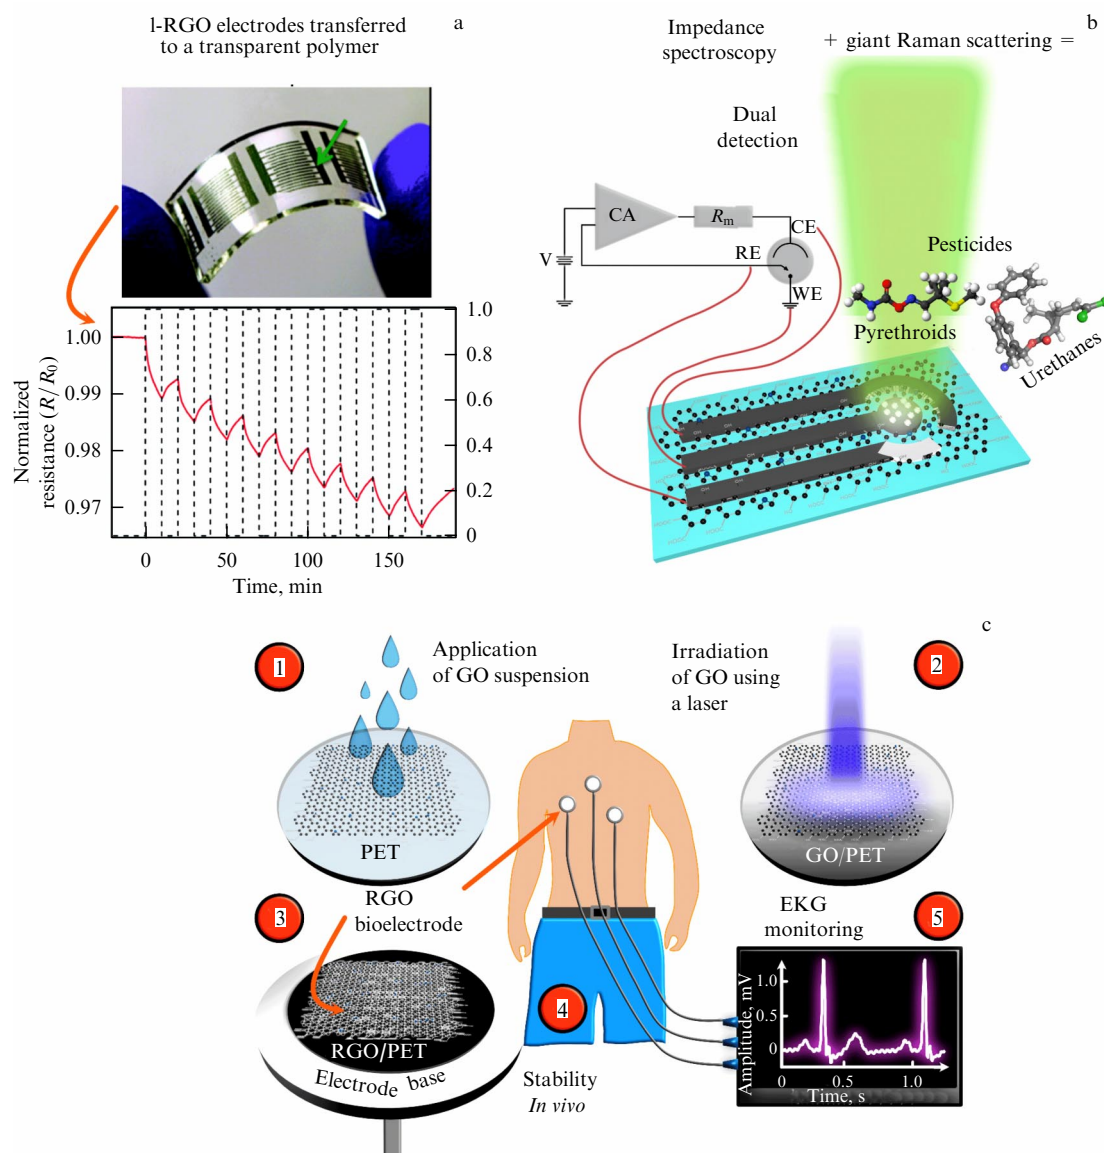 l-RGO electrodes transferred
to a transparent polymer
a
Normalized
resistance (R/R0)
1.00
0.99
0.98
0.97
1.0
0.8
0.6
0.4
0.2
0
0
50
100
150
Time, min
b
Impedance
spectroscopy
+ giant Raman scattering =
Dual
detection
CA
Rm
CE
RE
V
WE
Pesticides
Pyrethroids
Urethanes
c
1
Application
of GO suspension
PET
Irradiation
of GO using
a laser
2
GO/PET
3
RGO
bioelectrode
RGO/PET
Electrode base
4
Stability
In vivo
EKG
monitoring
5
Amplitude, mV
1.0
0.5
0
0
0.5
1.0
Time, s